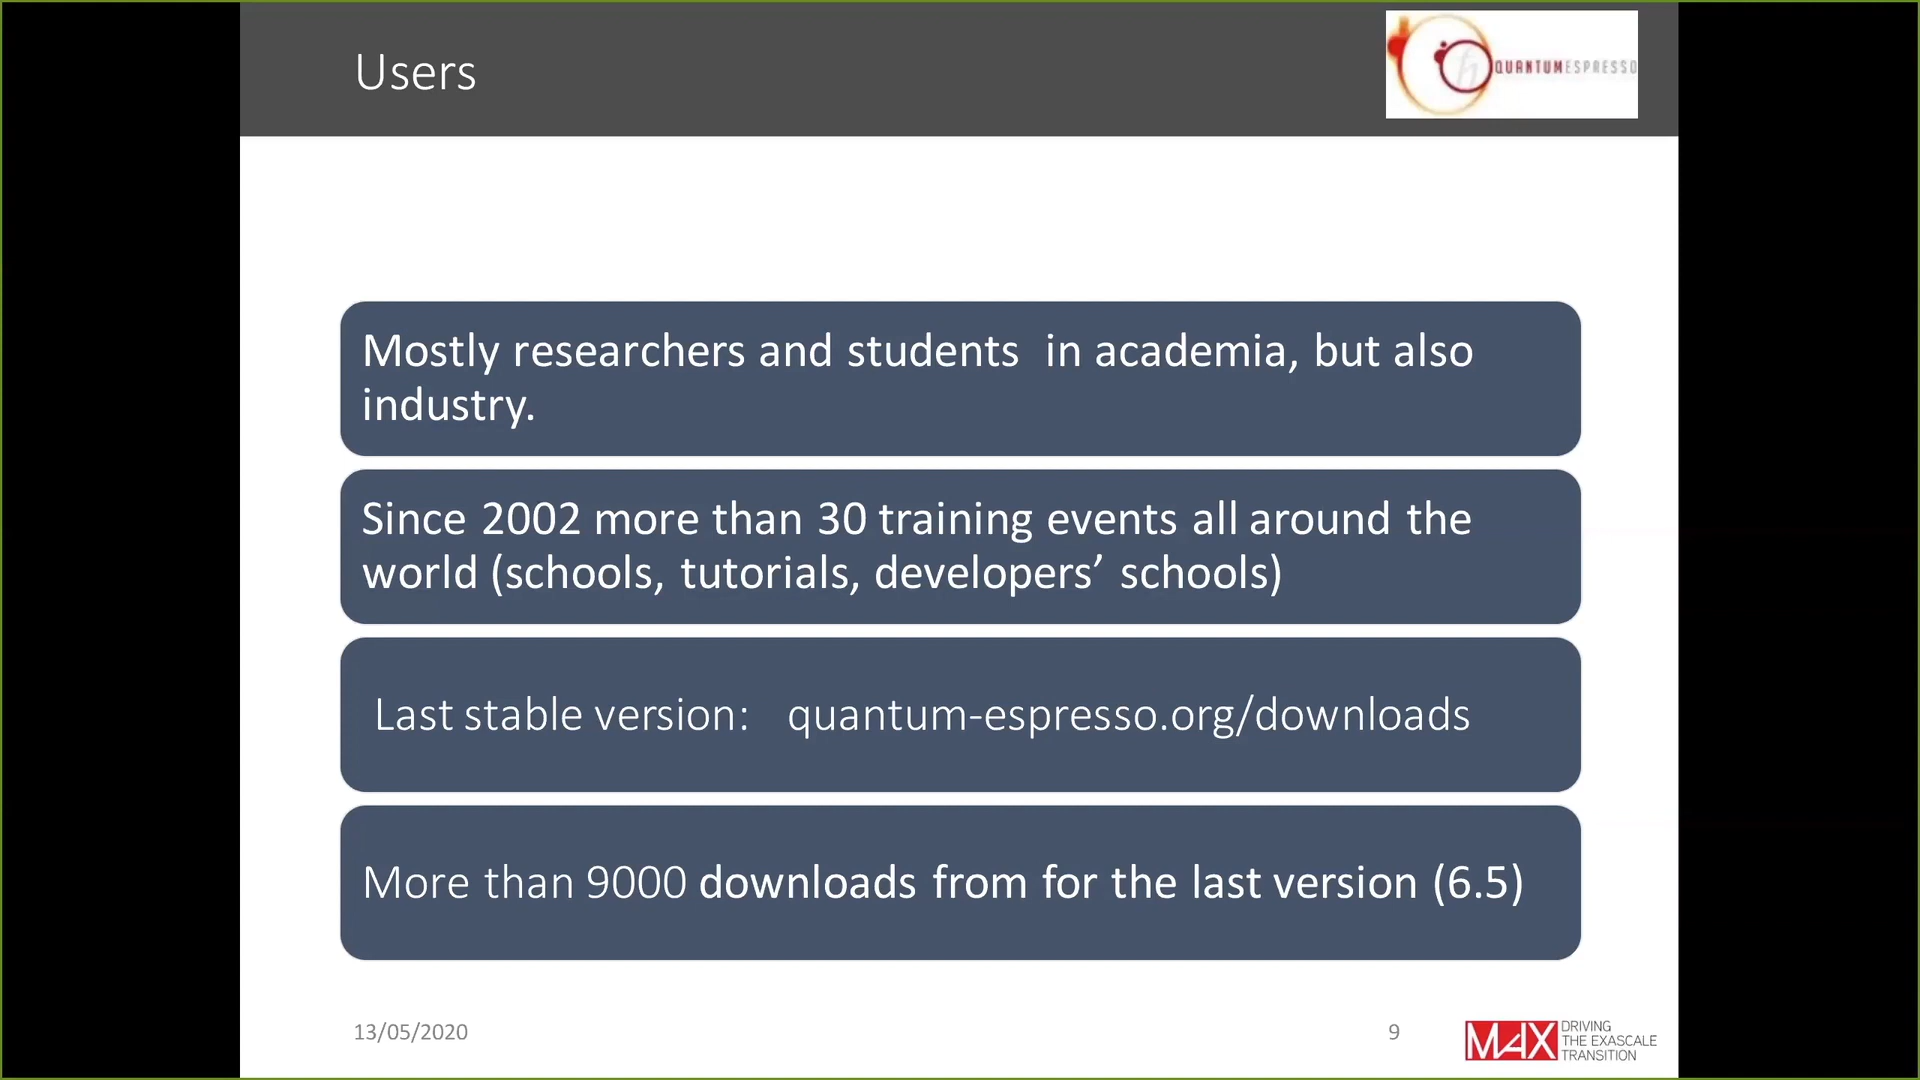 Users
QUANTUMESPRESSO
Mostly researchers and students  in academia, but also
industry.
Since 2002 more than 30 training events all around the
world (schools, tutorials, developers’ schools)
Last stable version:   quantum-espresso.org/downloads
More than 9000 downloads from for the last version (6.5)
13/05/2020
9
MAX
DRIVING
THE EXASCALE
TRANSITION